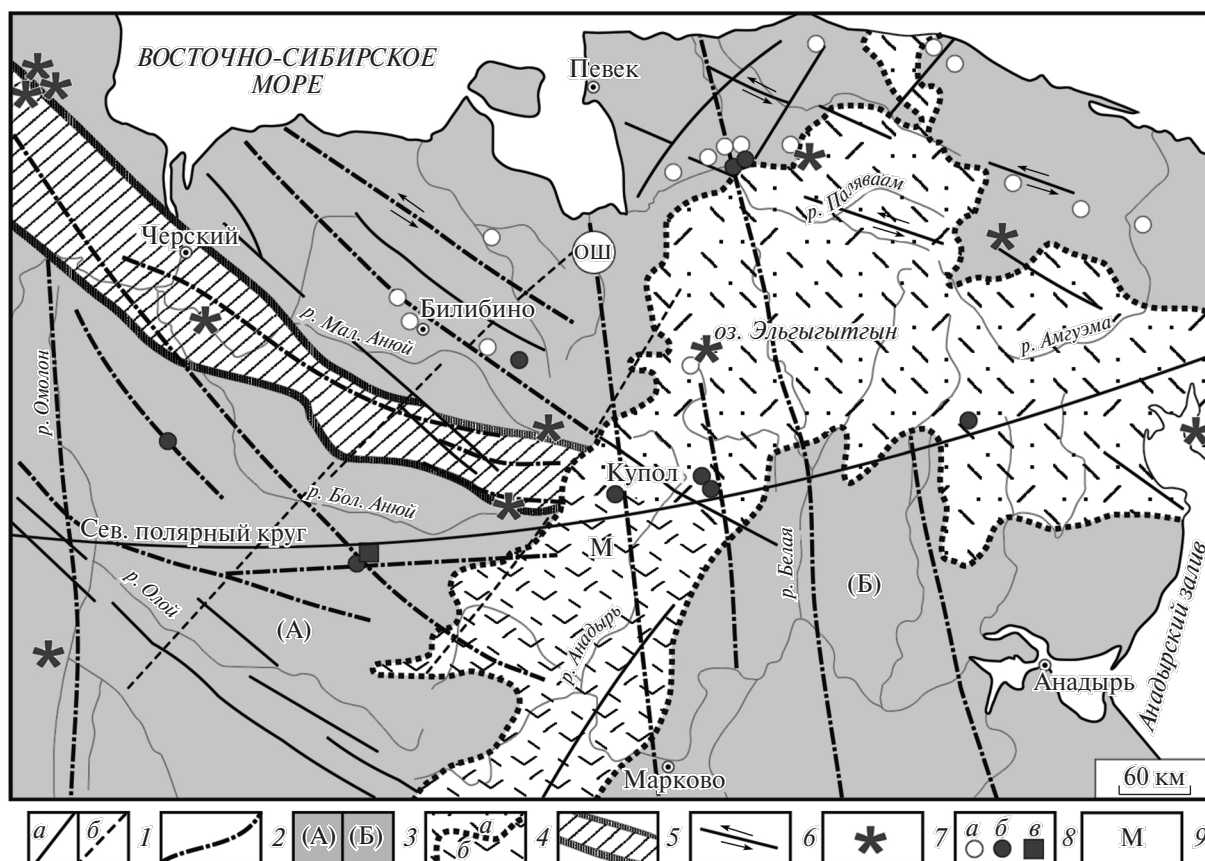 ВОСТОЧНО-СИБИРСКОЕ
МОРЕ
Певек
р. Паляваам
Черский
ОШ
Билибино
р. Мал. Анюй
оз. Эльгыгытгын
р. Амгуэма
р. Омолон
Купол
р. Бол. Анюй
Сев. полярный круг
М
р. Белая
(Б)
р. Олой
(А)
р. Анадырь
Анадырский залив
Анадырь
Марково
60 км
а б 1 2 (А) (Б) 3 а б 4 5 6 7 а б в 8 М 9